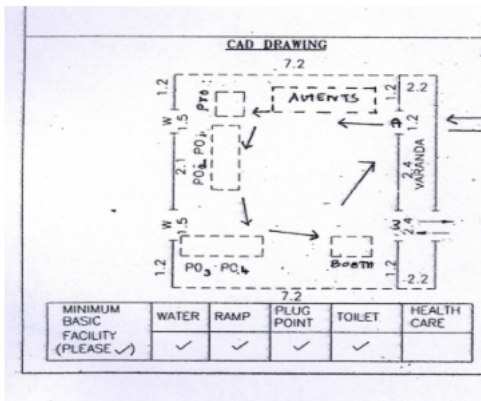 CAD DRAWING
7.2
1.2
PRO
AGENTS
1.2
2.2
W
1.5
D
1.2
PO1
PO2
2.1
2.4
VARANDA
W
1.5
W
2.4
1.2
PO3 PO4
BOOTH
1.2
2.2
7.2
MINIMUM BASIC FACILITY (PLEASE ✓)
WATER
RAMP
PLUG POINT
TOILET
HEALTH CARE
✓ ✓ ✓ ✓